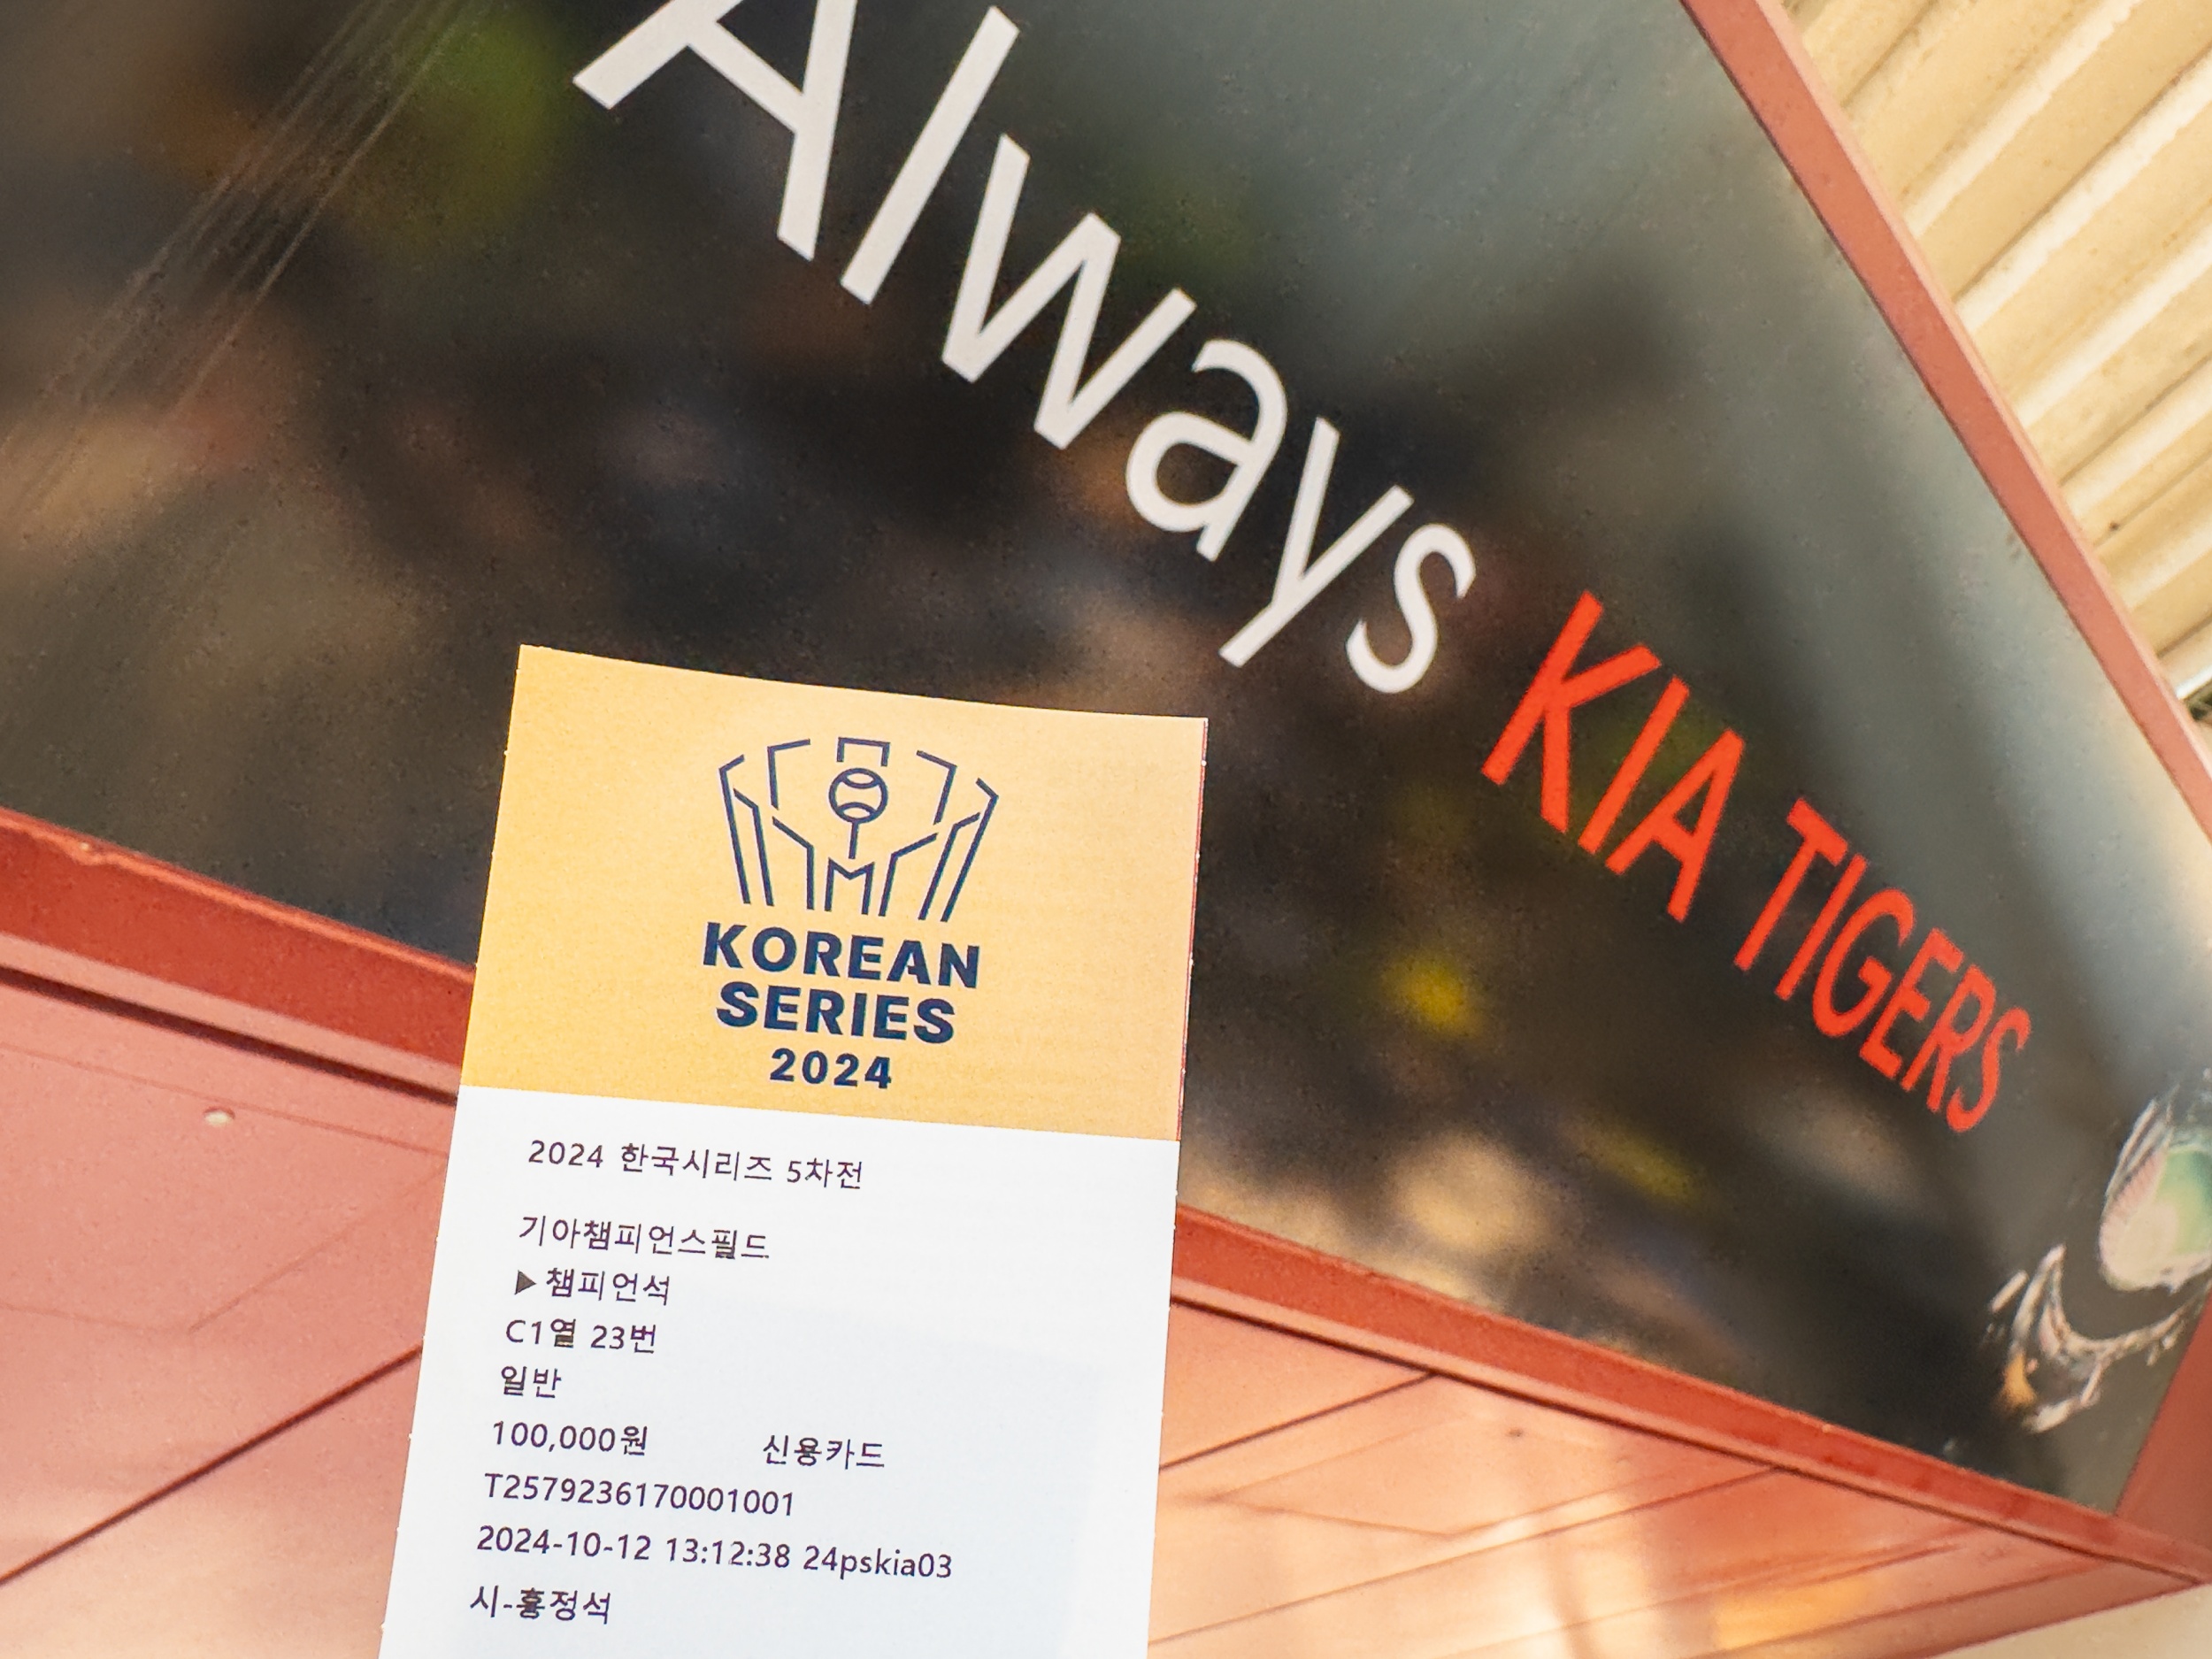 Always KIA TIGERS
KOREAN
SERIES
2024
2024 한국시리즈 5차전
기아챔피언스필드
▶챔피언석
C1열 23번
일반
100,000원 신용카드
T2579236170001001
2024-10-12 13:12:38 24pskia03
시-홍정석